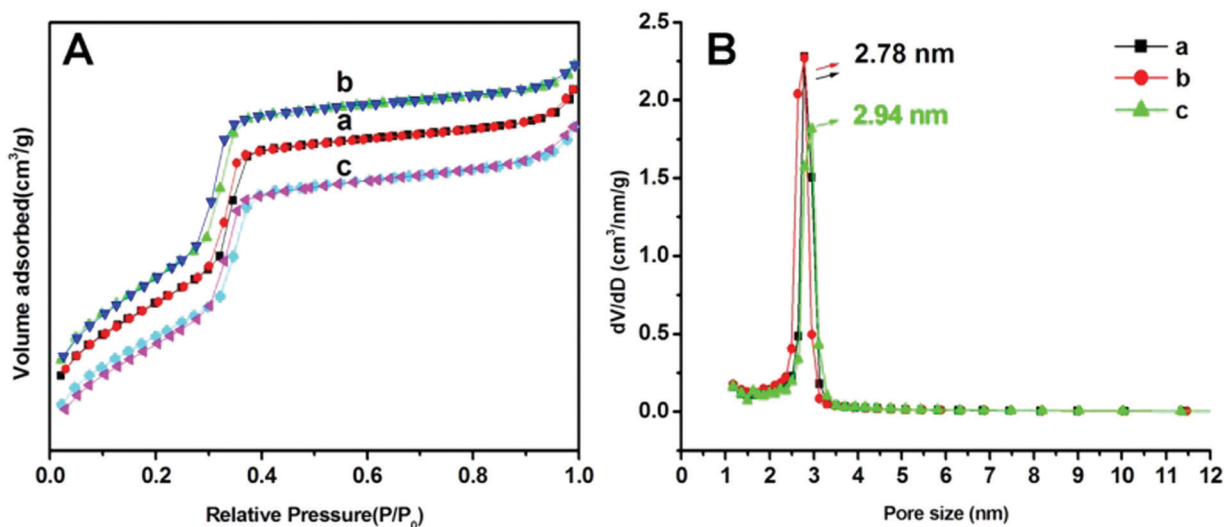 A
b
a
c
Volume adsorbed(cm³/g)
0.0 0.2 0.4 0.6 0.8 1.0
Relative Pressure(P/P₀)
B
2.78 nm
2.94 nm
a
b
c
dV/dD (cm³/nm/g)
2.5
2.0
1.5
1.0
0.5
0.0
0 1 2 3 4 5 6 7 8 9 10 11 12
Pore size (nm)